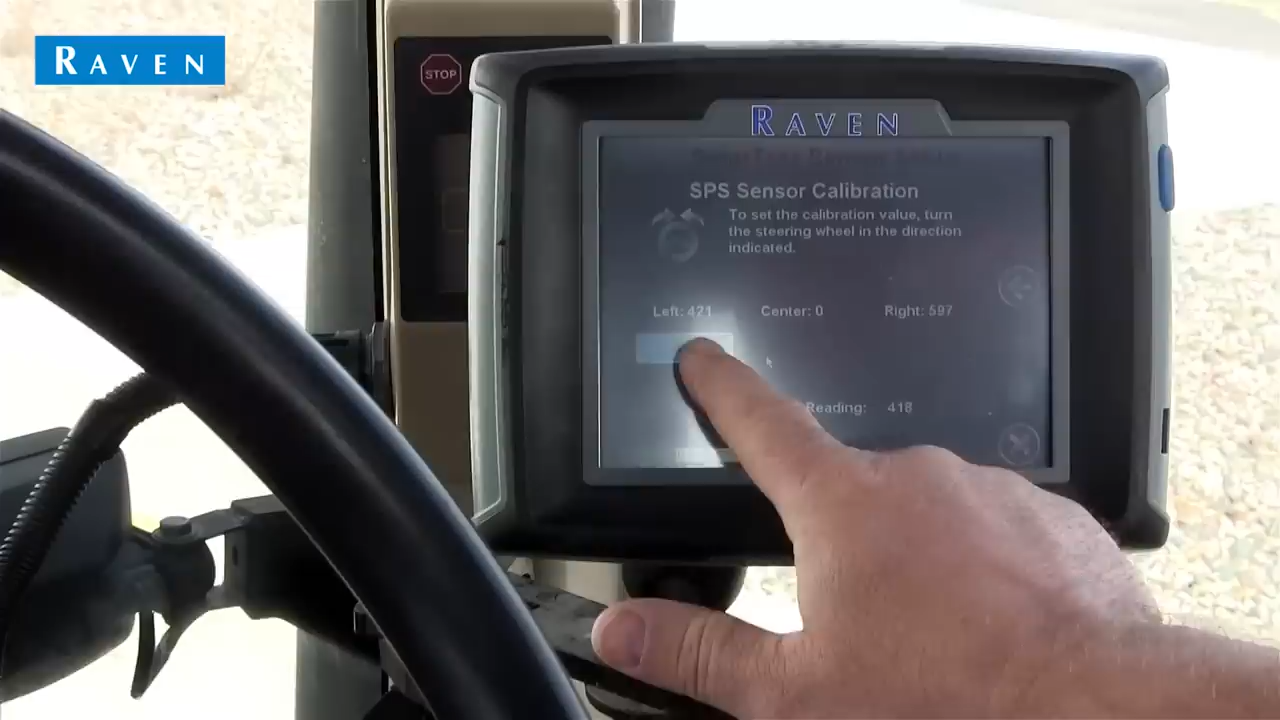 RAVEN
STOP
RAVEN
SPS Sensor Calibration
To set the calibration value, turn
the steering wheel in the direction
indicated.
Left: 421 Center: 0 Right: 597
Reading: 418